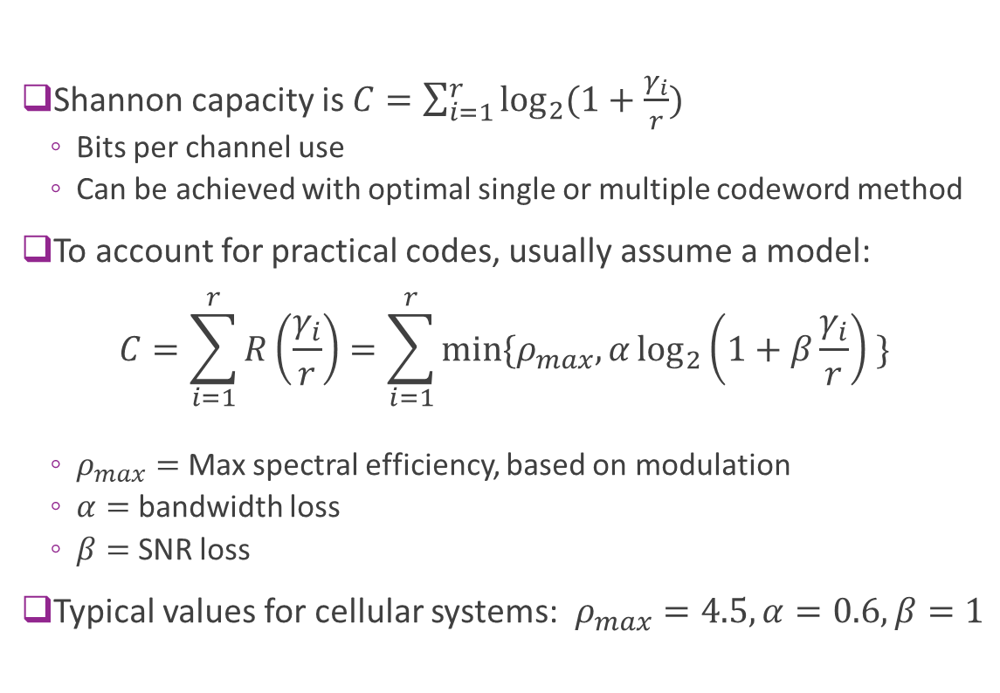 ❑Shannon capacity is $C = \sum_{i=1}^{r} \log_2(1 + \frac{\gamma_i}{r})$
◦ Bits per channel use
◦ Can be achieved with optimal single or multiple codeword method
❑To account for practical codes, usually assume a model:
$C = \sum_{i=1}^{r} R\left(\frac{\gamma_i}{r}\right) = \sum_{i=1}^{r} \min\{\rho_{max}, \alpha \log_2\left(1 + \beta \frac{\gamma_i}{r}\right)\}$
◦ $\rho_{max}$ = Max spectral efficiency, based on modulation
◦ $\alpha$ = bandwidth loss
◦ $\beta$ = SNR loss
❑Typical values for cellular systems: $\rho_{max} = 4.5, \alpha = 0.6, \beta = 1$